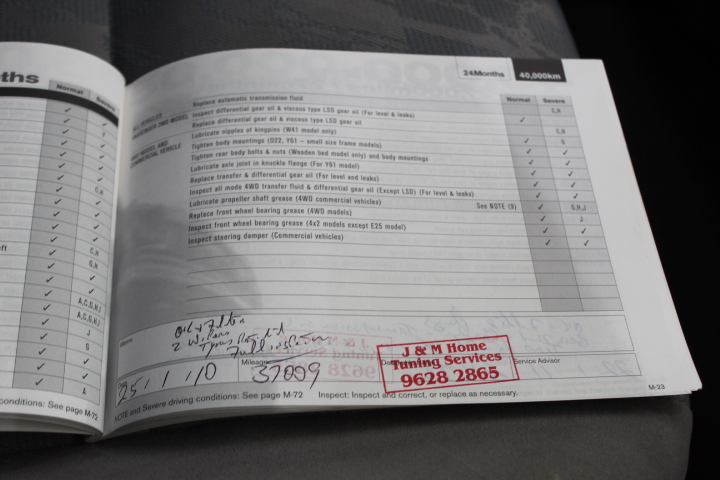 ths
Normal
Severe
C,H
C,H
G,H
A,C,G,H,I
A,C,G,H,I
J
G
A
conditions: See page M-72
24Months 40,000km
Normal Severe
ALL VEHICLES
Replace automatic transmission fluid
Inspect differential gear oil & viscous type LSD gear oil (For level & leaks)
C,H
Replace differential gear oil & viscous type LSD gear oil
Lubricate nipples of kingpins (W41 model only)
C,H
COMMERCIAL VEHICLE
Tighten body mountings (D22, Y61 – small size frame models)
G
Tighten rear body bolts & nuts (Wooden bed model only) and body mountings
Lubricate axle joint in knuckle flange (For Y61 model)
Replace transfer & differential gear oil (For level and leaks)
Inspect all mode 4WD transfer fluid & differential gear oil (Except LSD) (For level & leaks)
Lubricate propeller shaft grease (4WD commercial vehicles) See NOTE (9) G,H,J
Replace front wheel bearing grease (4WD models)
J
Inspect front wheel bearing grease (4x2 models except E25 model)
Inspect steering damper (Commercial vehicles)
Oil & Filter
2 Wipers
Mileage
25/1/10
57009
J & M Home
Tuning Services
9628 2865
Service Advisor
NOTE and Severe driving conditions: See page M-72 Inspect: Inspect and correct, or replace as necessary.
M-23